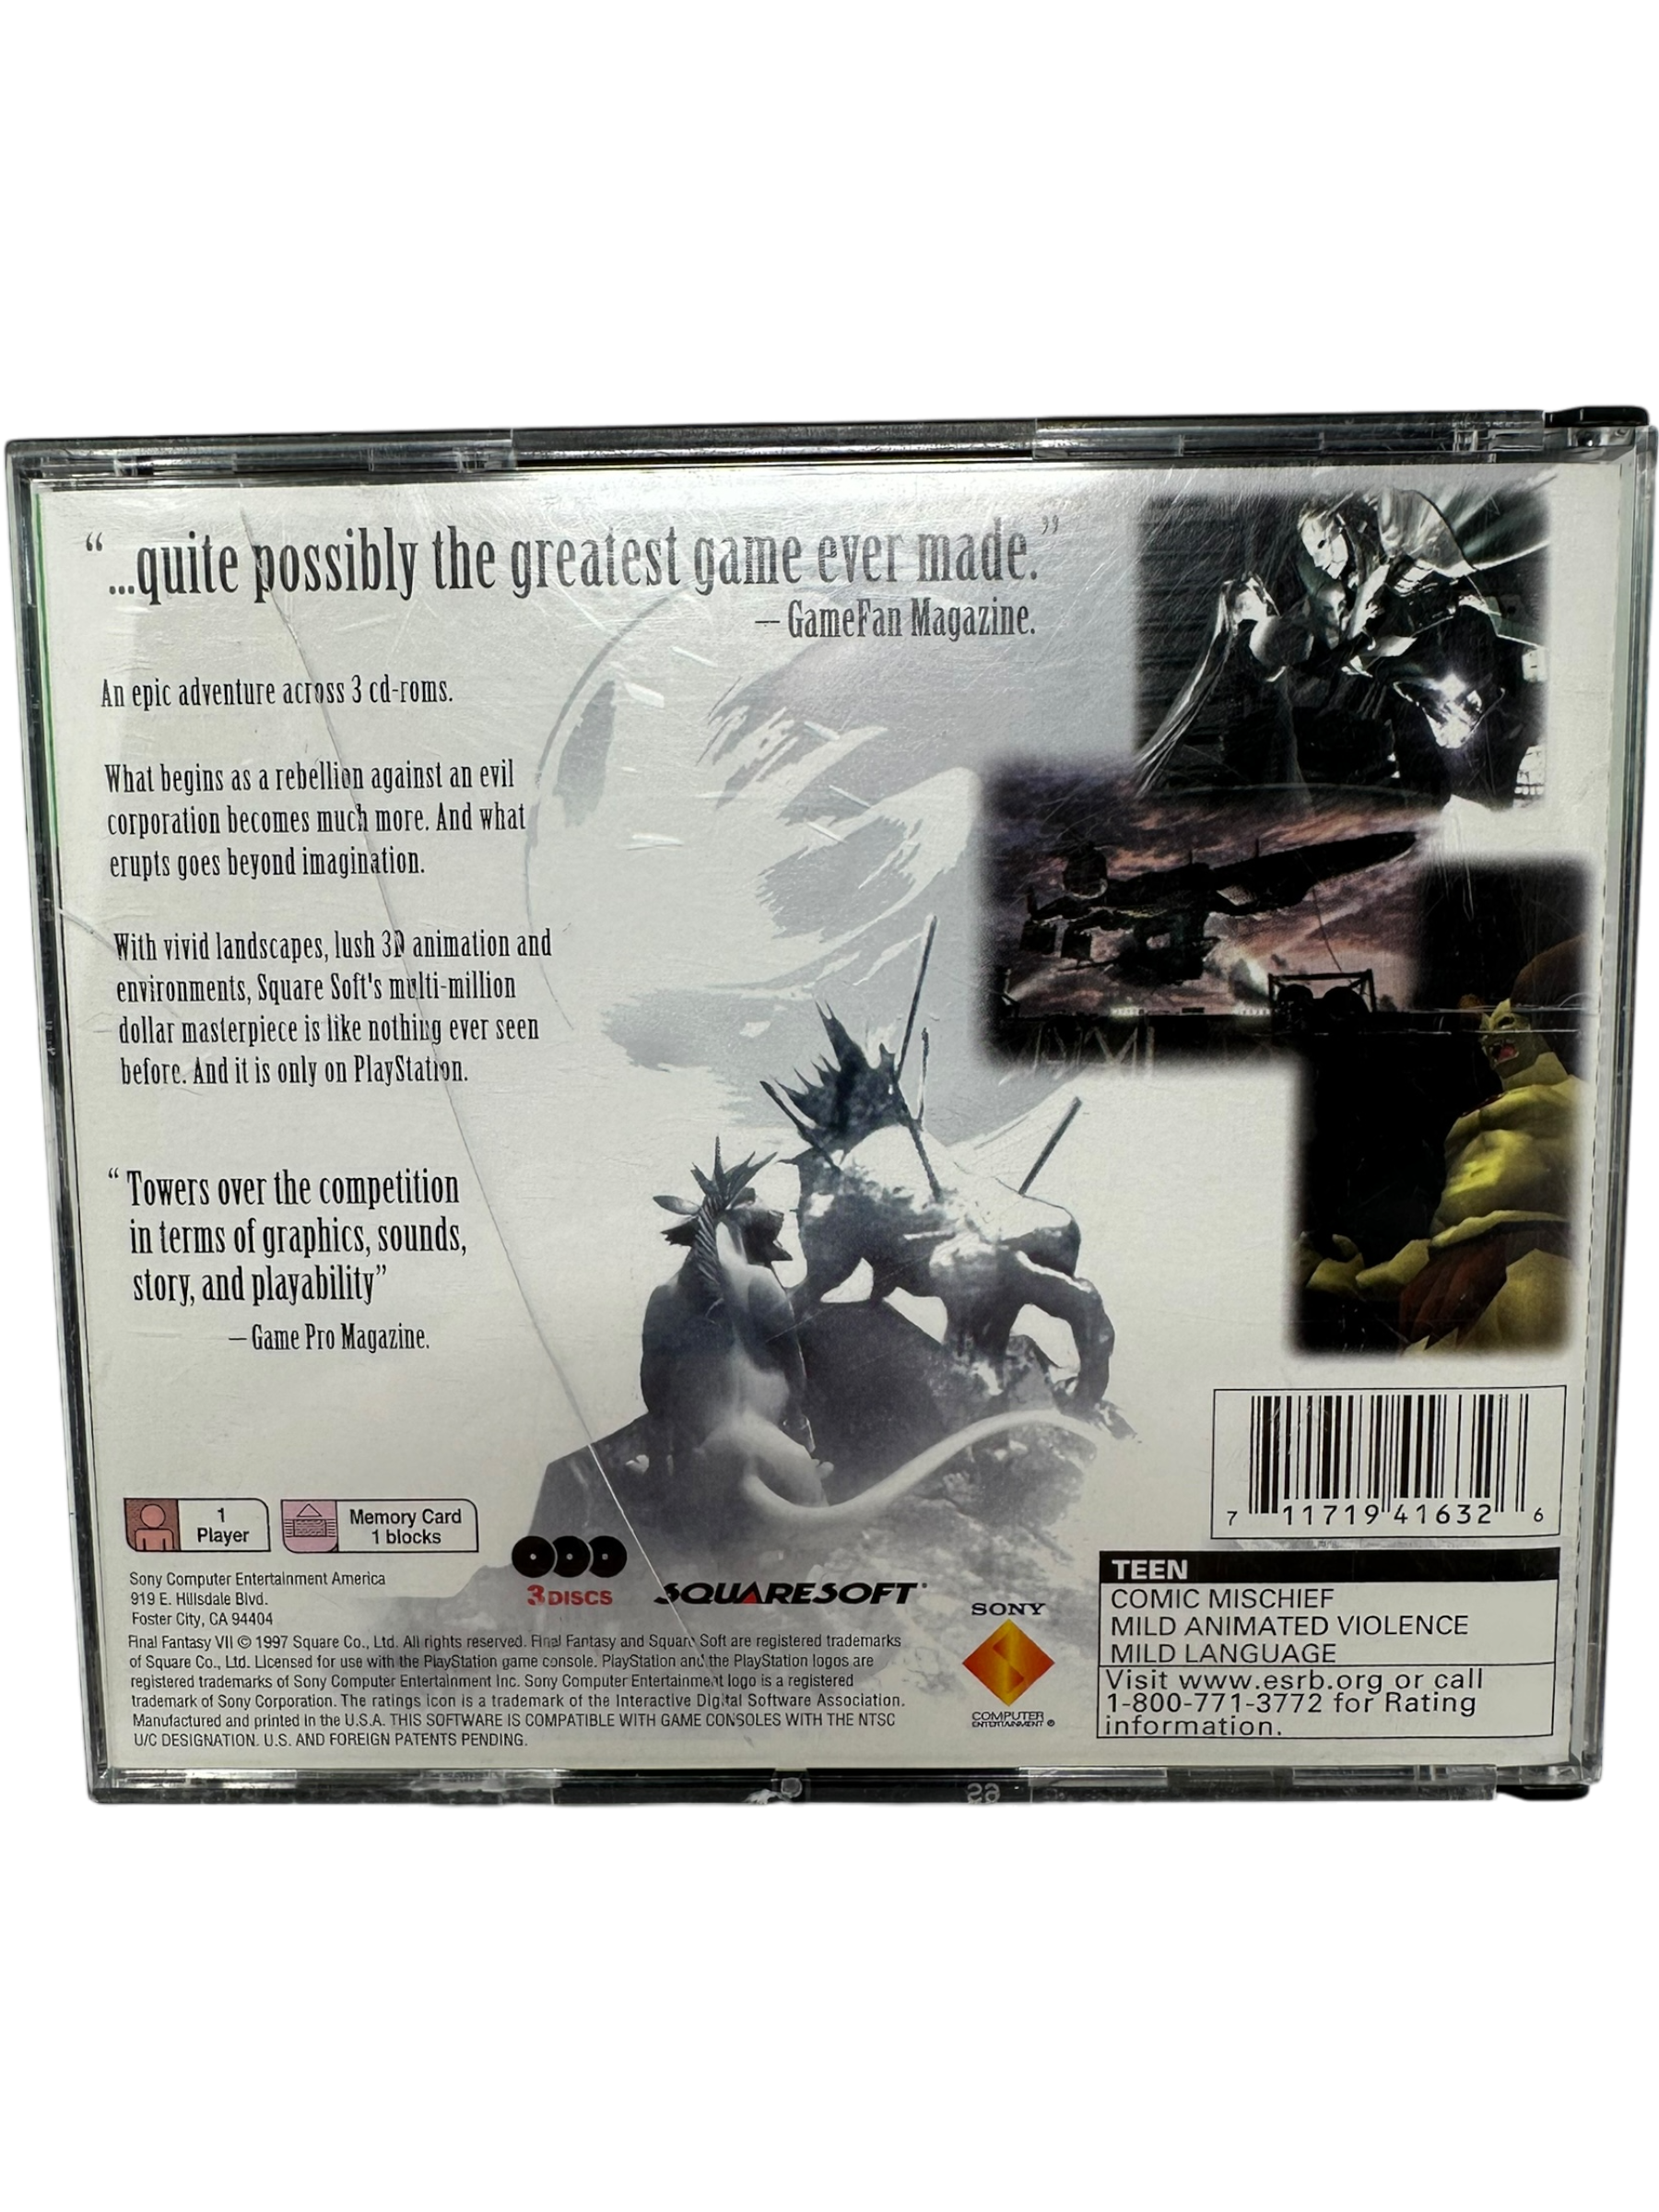 “...quite possibly the greatest game ever made.”
— GameFan Magazine.
An epic adventure across 3 cd-roms.
What begins as a rebellion against an evil
corporation becomes much more. And what
erupts goes beyond imagination.
With vivid landscapes, lush 3D animation and
environments, Square Soft's multi-million
dollar masterpiece is like nothing ever seen
before. And it is only on PlayStation.
“Towers over the competition
in terms of graphics, sounds,
story, and playability”
— Game Pro Magazine.
7 11719 41632 6
1
Player
Memory Card
1 blocks
3 DISCS
SQUARESOFT
SONY
COMPUTER
ENTERTAINMENT ®
TEEN
COMIC MISCHIEF
MILD ANIMATED VIOLENCE
MILD LANGUAGE
Visit www.esrb.org or call
1-800-771-3772 for Rating
information.
Sony Computer Entertainment America
919 E. Hillsdale Blvd.
Foster City, CA 94404
Final Fantasy VII © 1997 Square Co., Ltd. All rights reserved. Final Fantasy and Square Soft are registered trademarks
of Square Co., Ltd. Licensed for use with the PlayStation game console. PlayStation and the PlayStation logos are
registered trademarks of Sony Computer Entertainment Inc. Sony Computer Entertainment logo is a registered
trademark of Sony Corporation. The ratings icon is a trademark of the Interactive Digital Software Association.
Manufactured and printed in the U.S.A. THIS SOFTWARE IS COMPATIBLE WITH GAME CONSOLES WITH THE NTSC
U/C DESIGNATION. U.S. AND FOREIGN PATENTS PENDING.